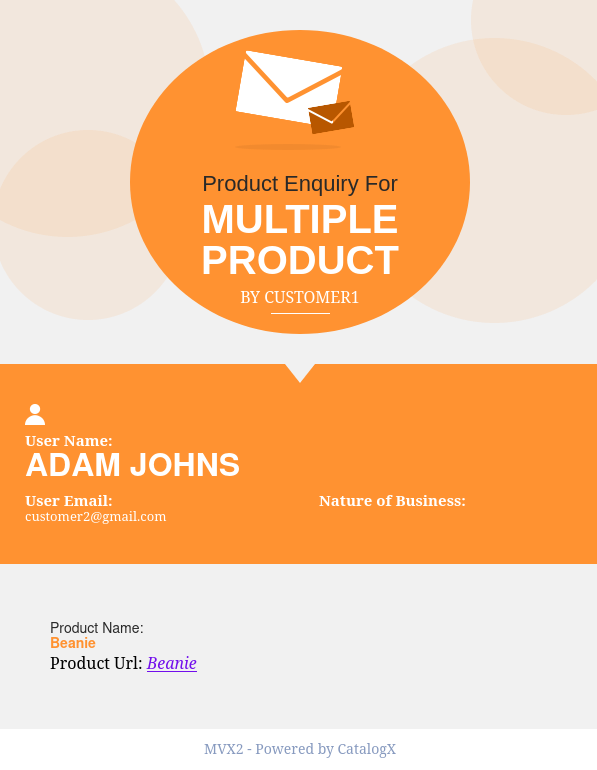 Product Enquiry For
MULTIPLE
PRODUCT
BY CUSTOMER1
User Name:
ADAM JOHNS
User Email:
customer2@gmail.com
Nature of Business:
Product Name:
Beanie
Product Url: Beanie
MVX2 - Powered by CatalogX